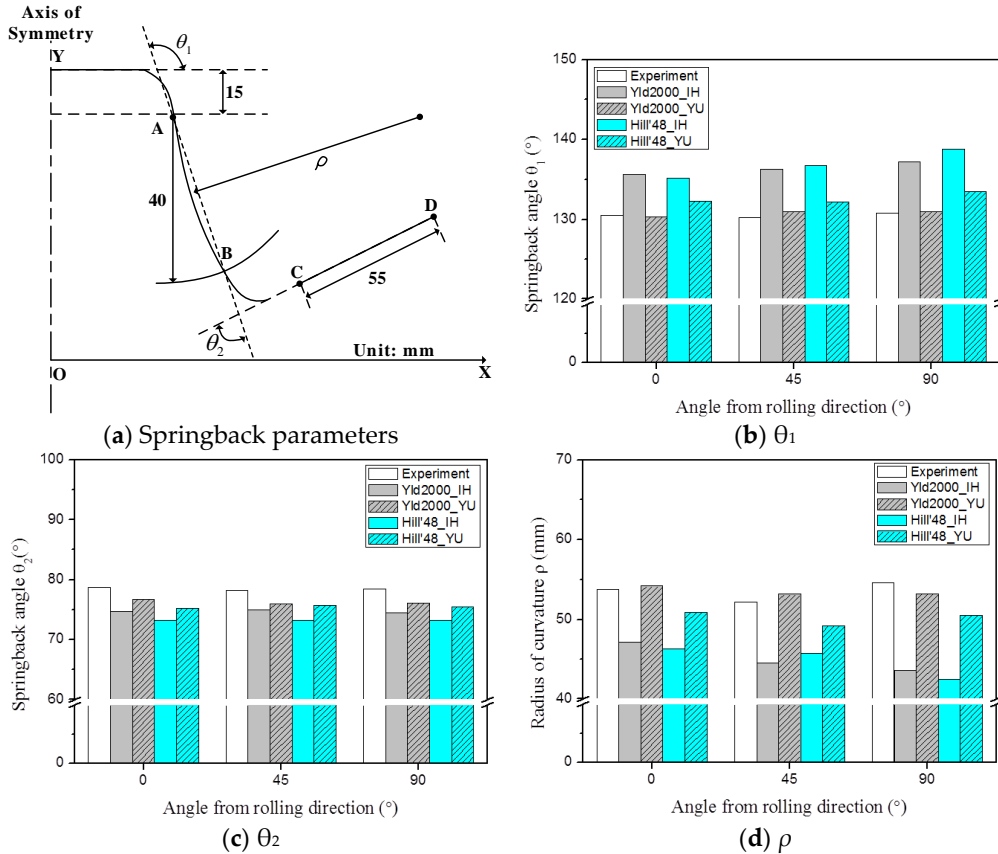 Axis of
Symmetry
Y
θ₁
15
A
ρ
40
D
B
C
55
θ₂
Unit: mm
O
X
(a) Springback parameters
150
140
130
120
0
Springback angle θ₁ (°)
Experiment
Yld2000_IH
Yld2000_YU
Hill'48_IH
Hill'48_YU
0
45
90
Angle from rolling direction (°)
(b) θ₁
100
90
80
70
60
0
Springback angle θ₂(°)
Experiment
Yld2000_IH
Yld2000_YU
Hill'48_IH
Hill'48_YU
0
45
90
Angle from rolling direction (°)
(c) θ₂
70
60
50
40
0
Radius of curvature ρ (mm)
Experiment
Yld2000_IH
Yld2000_YU
Hill'48_IH
Hill'48_YU
0
45
90
Angle from rolling direction (°)
(d) ρ